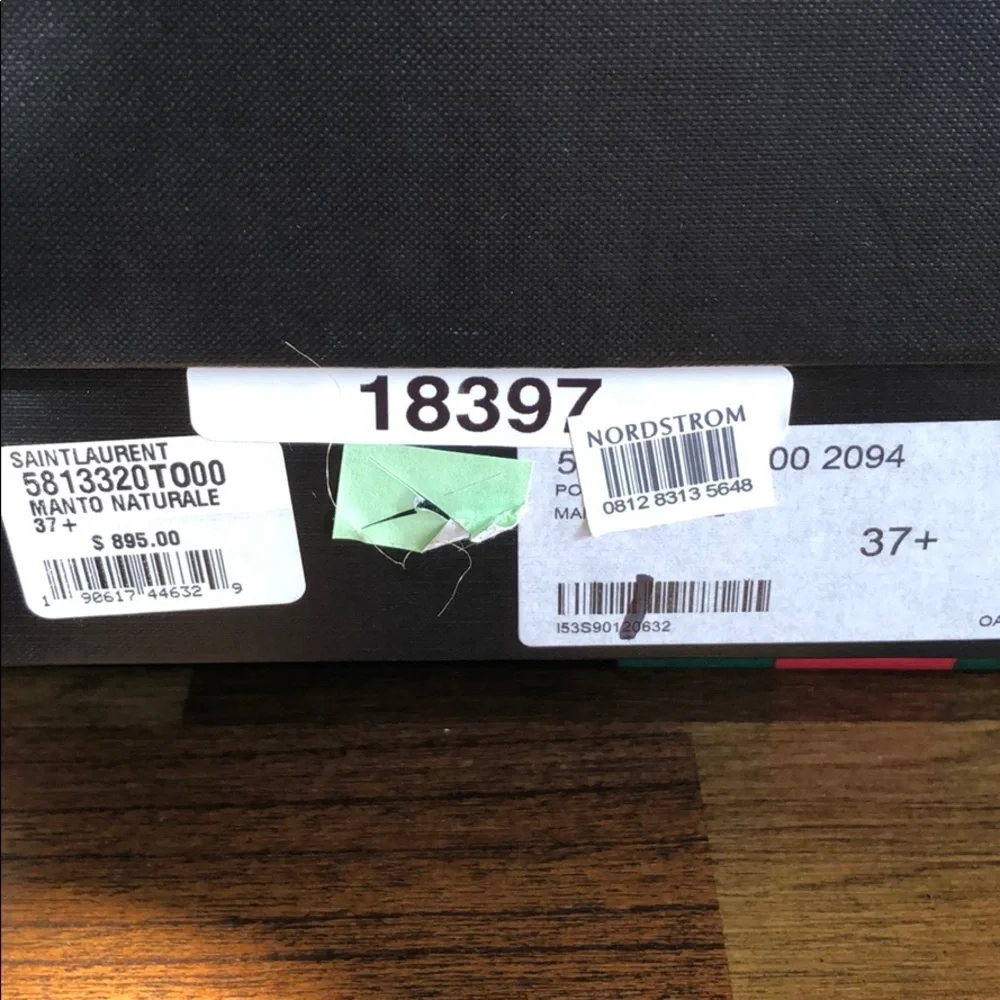 18397
SAINTLAURENT
5813320T000
MANTO NATURALE
37+
$ 895.00
1 90617 44632 9
NORDSTROM
0812 8313 5648
5 00 2094
37+
I53S90120632